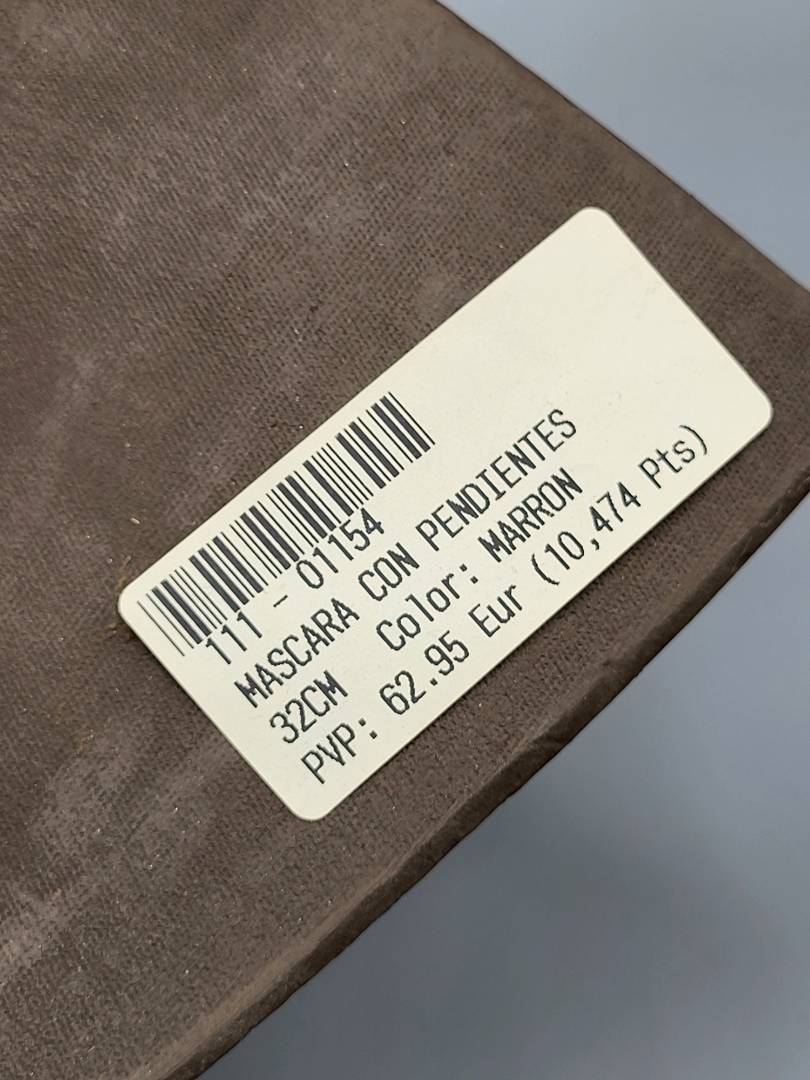 111 - 01154
MASCARA CON PENDIENTES
32CM Color: MARRON
PVP: 62.95 Eur (10,474 Pts)